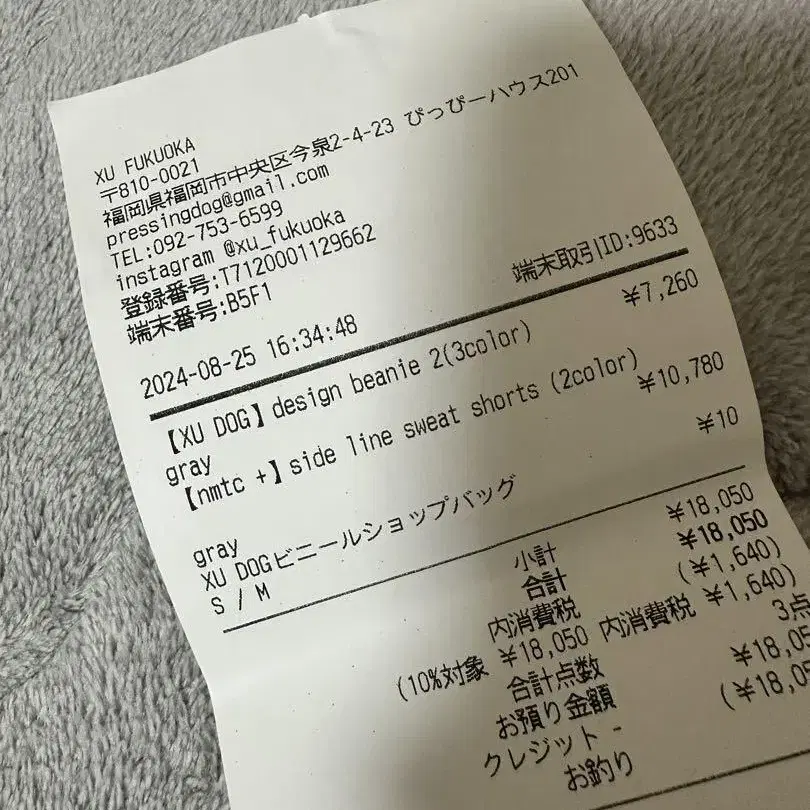 XU FUKUOKA
〒810-0021
福岡県福岡市中央区今泉2-4-23 ぴっぴーハウス201
pressingdog@gmail.com
TEL:092-753-6599
instagram @xu_fukuoka
登録番号:T7120001129662
端末番号:B5F1
2024-08-25 16:34:48 端末取引ID:9633
【XU DOG】design beanie 2(3color) ¥7,260
gray
【nmtc +】side line sweat shorts (2color) ¥10,780
gray
XU DOGビニールショップバッグ ¥10
S / M
小計 ¥18,050
合計 ¥18,050
内消費税 (¥1,640)
(10%対象 ¥18,050 内消費税 ¥1,640)
合計点数 3点
お預り金額 ¥18,05
クレジット - (¥18,05
お釣り